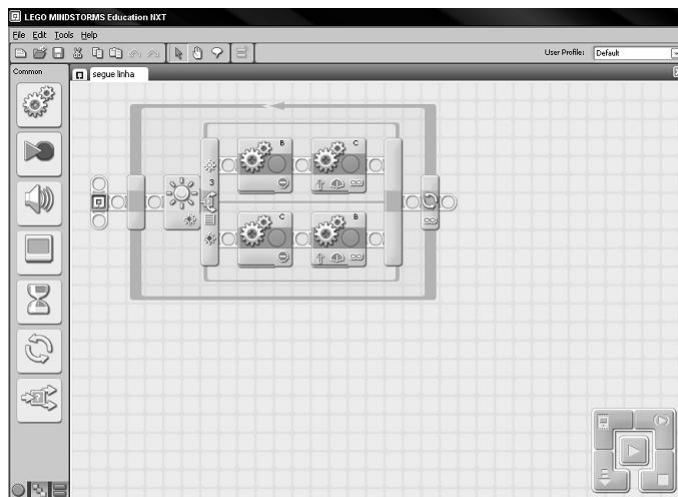 LEGO MINDSTORMS Education NXT
File Edit Tools Help
User Profile: Default
Common
segue linha
B
C
3
C
B